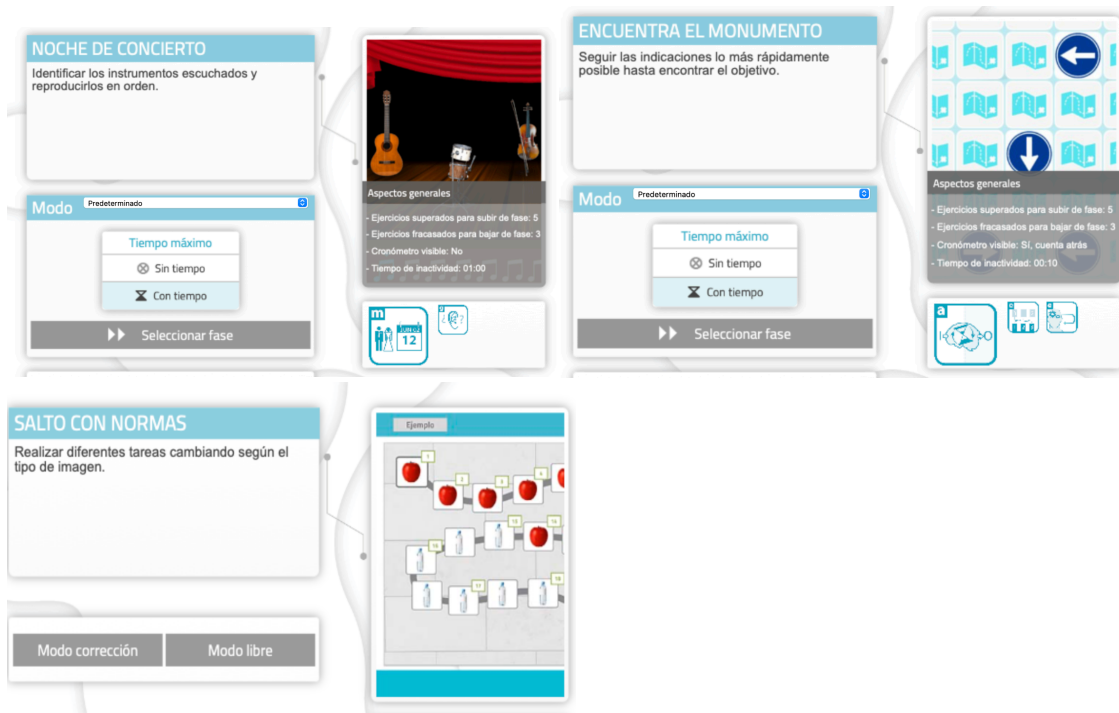 NOCHE DE CONCIERTO
Identificar los instrumentos escuchados y
reproducirlos en orden.
Modo
Predeterminado
Tiempo máximo
Sin tiempo
Con tiempo
Seleccionar fase
Aspectos generales
- Ejercicios superados para subir de fase: 5
- Ejercicios fracasados para bajar de fase: 3
- Cronómetro visible: No
- Tiempo de inactividad: 01:00
m
12
ENCUENTRA EL MONUMENTO
Seguir las indicaciones lo más rápidamente
posible hasta encontrar el objetivo.
Modo
Predeterminado
Tiempo máximo
Sin tiempo
Con tiempo
Seleccionar fase
Aspectos generales
- Ejercicios superados para subir de fase: 5
- Ejercicios fracasados para bajar de fase: 3
- Cronómetro visible: Sí, cuenta atrás
- Tiempo de inactividad: 00:10
a
SALTO CON NORMAS
Realizar diferentes tareas cambiando según el
tipo de imagen.
Modo corrección
Modo libre
Ejemplo
1
2
3
4